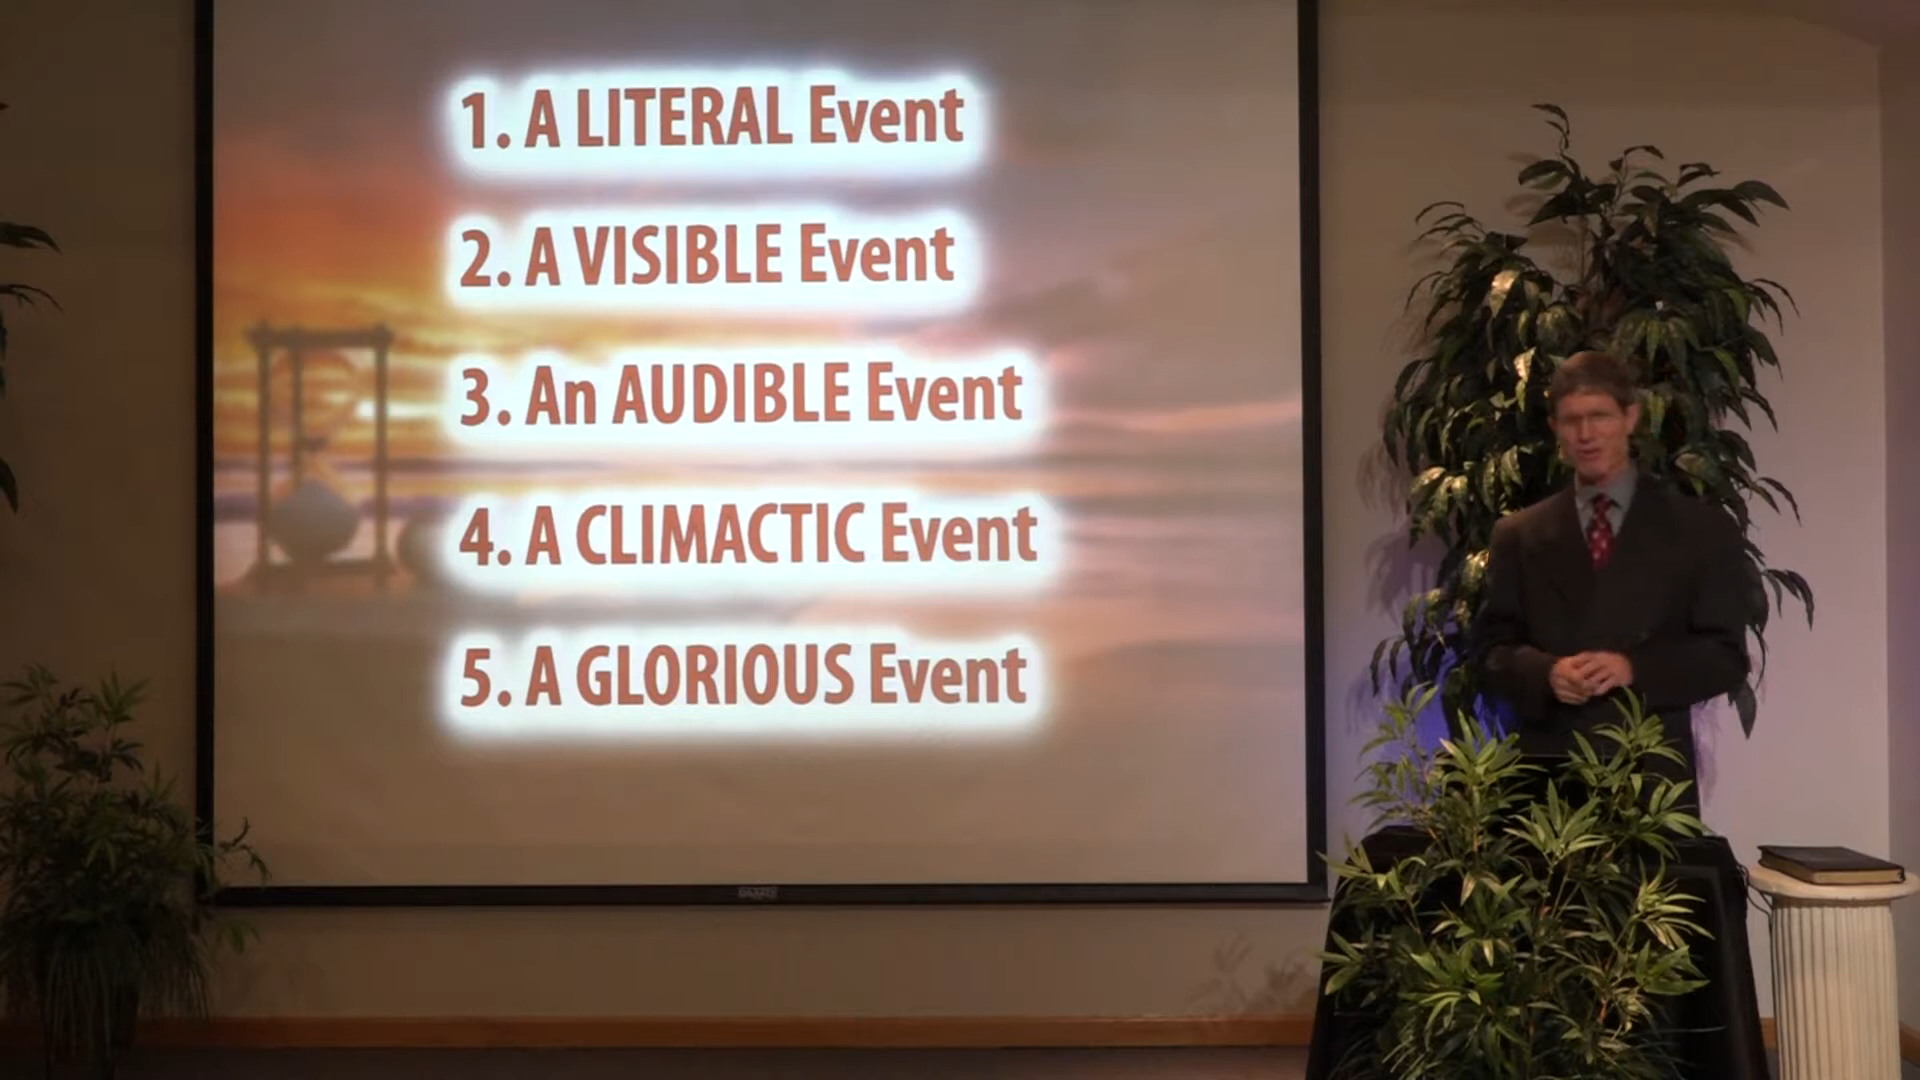 1. A LITERAL Event
2. A VISIBLE Event
3. An AUDIBLE Event
4. A CLIMACTIC Event
5. A GLORIOUS Event